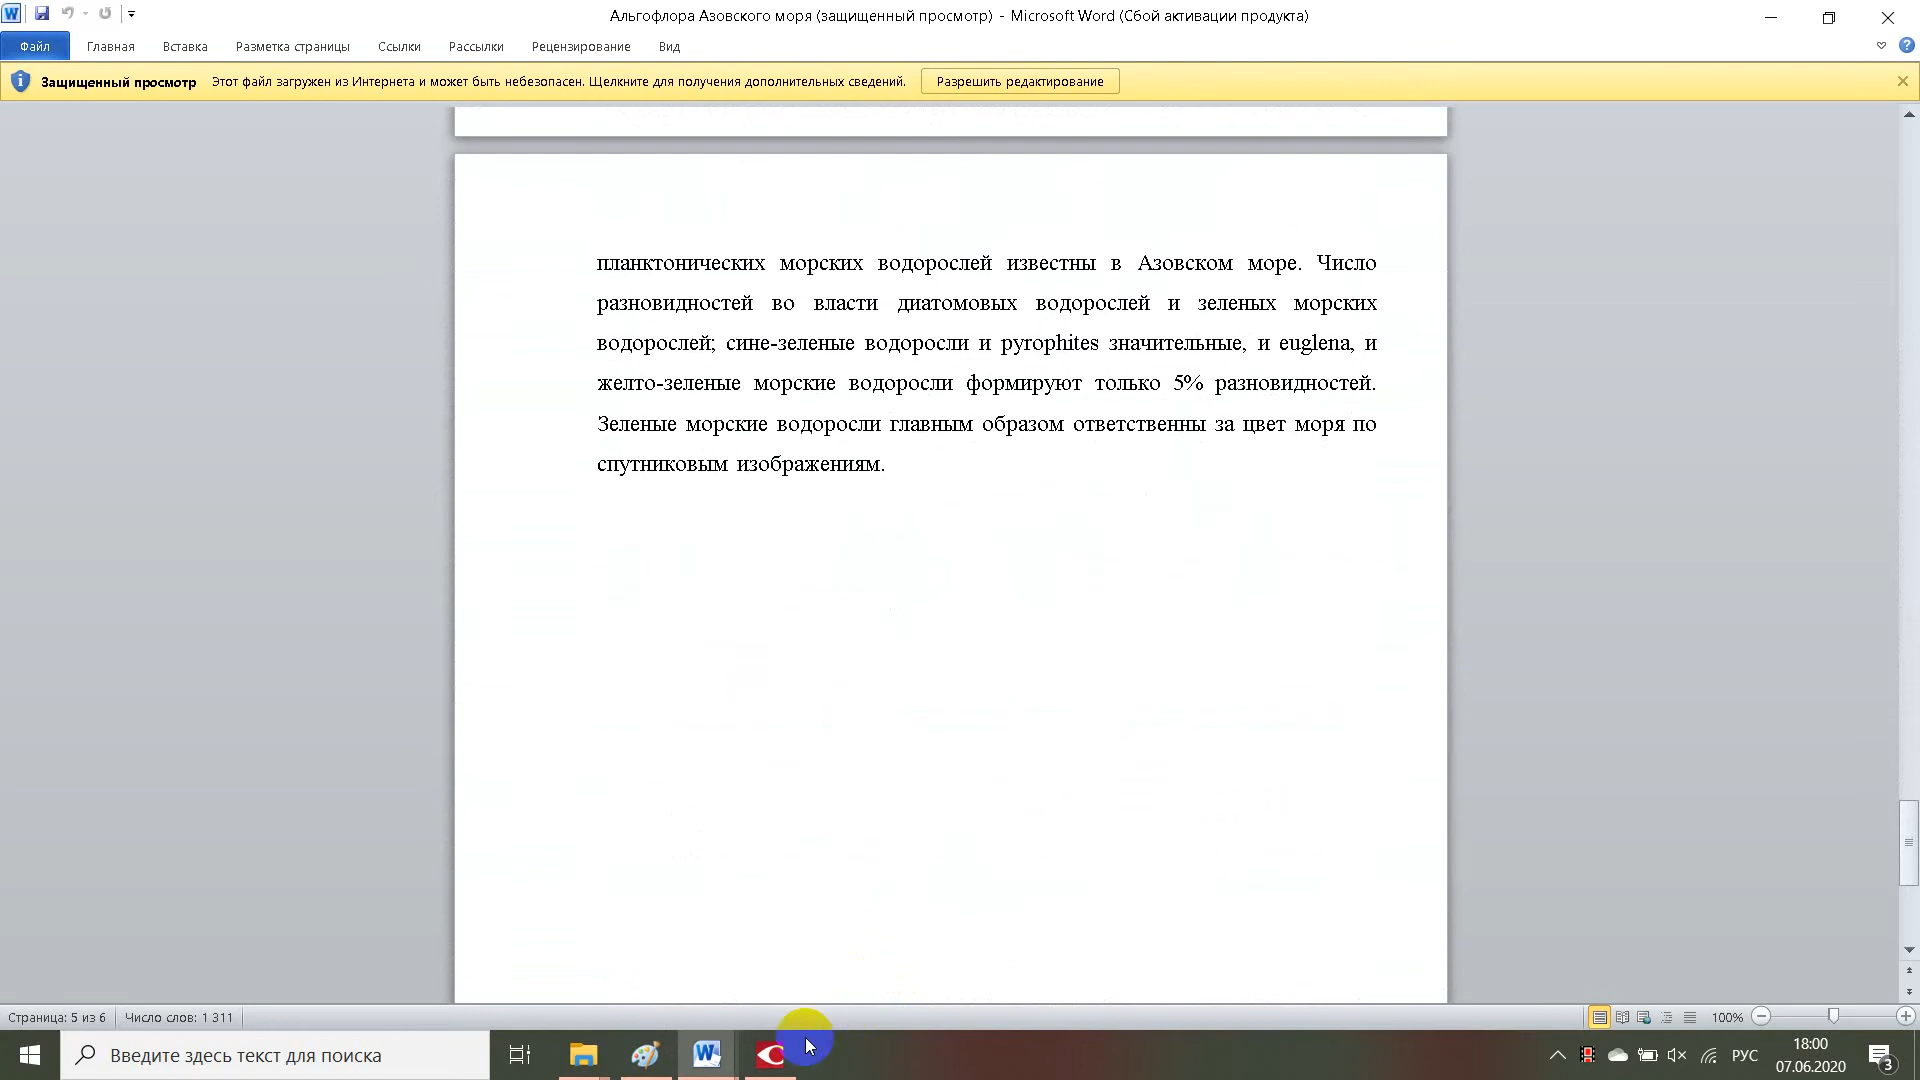 Альгофлора Азовского моря (защищенный просмотр) - Microsoft Word (Сбой активации продукта)
Файл Главная Вставка Разметка страницы Ссылки Рассылки Рецензирование Вид
Защищенный просмотр Этот файл загружен из Интернета и может быть небезопасен. Щелкните для получения дополнительных сведений. Разрешить редактирование
планктонических морских водорослей известны в Азовском море. Число
разновидностей во власти диатомовых водорослей и зеленых морских
водорослей; сине-зеленые водоросли и pyrophites значительные, и euglena, и
желто-зеленые морские водоросли формируют только 5% разновидностей.
Зеленые морские водоросли главным образом ответственны за цвет моря по
спутниковым изображениям.
Страница: 5 из 6 Число слов: 1 311 100%
Введите здесь текст для поиска
РУС
18:00
07.06.2020
3